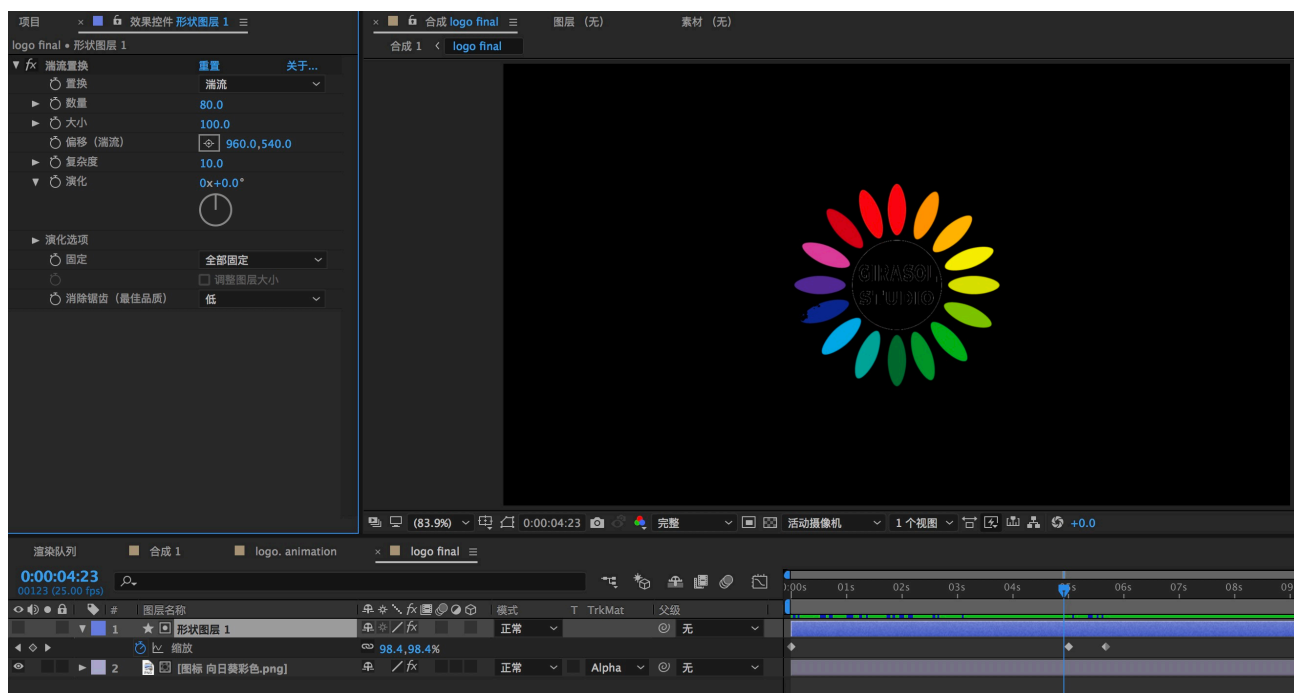 项目 × 效果控件 形状图层 1 ≡
× 合成 logo final ≡ 图层 (无) 素材 (无)
logo final • 形状图层 1
合成 1 < logo final
fx 湍流置换 重置 关于...
置换 湍流
数量 80.0
大小 100.0
偏移（湍流） 960.0,540.0
复杂度 10.0
演化 0x+0.0°
演化选项
固定 全部固定
调整图层大小
消除锯齿（最佳品质） 低
GIRASOL
STUDIO
(83.9%) 0:00:04:23 完整 活动摄像机 1 个视图 +0.0
渲染队列 合成 1 logo. animation × logo final ≡
0:00:04:23
00123 (25.00 fps)
):00s 01s 02s 03s 04s s 06s 07s 08s 09
# 图层名称 fx 模式 T TrkMat 父级
1 形状图层 1 fx 正常 无
缩放 98.4,98.4%
2 [图标 向日葵彩色.png] fx 正常 Alpha 无